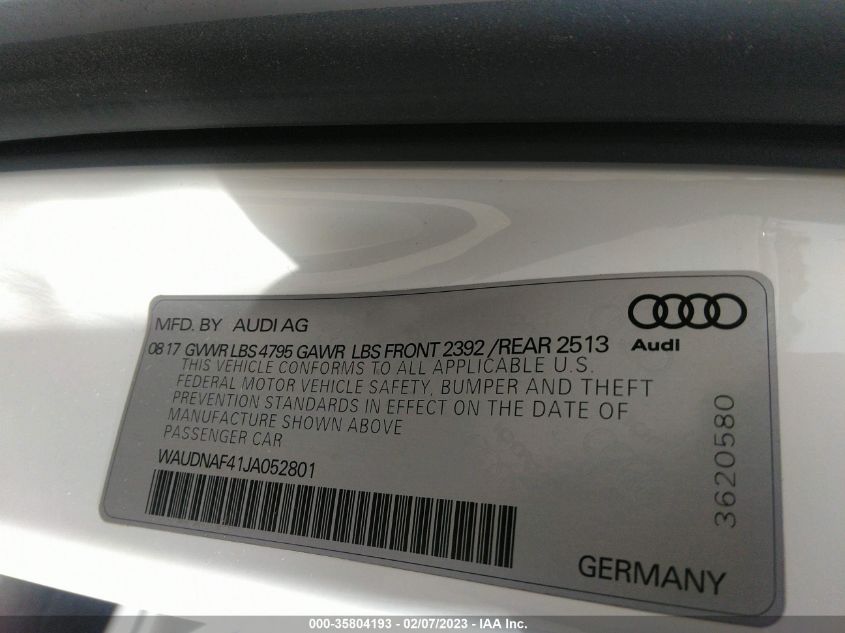 MFD. BY AUDI AG
Audi
0817 GVWR LBS 4795 GAWR LBS FRONT 2392 /REAR 2513
THIS VEHICLE CONFORMS TO ALL APPLICABLE U.S.
FEDERAL MOTOR VEHICLE SAFETY, BUMPER AND THEFT
PREVENTION STANDARDS IN EFFECT ON THE DATE OF
MANUFACTURE SHOWN ABOVE
PASSENGER CAR
WAUDNAF41JA052801
3620580
GERMANY
000-35804193 - 02/07/2023 - © IAA Inc.